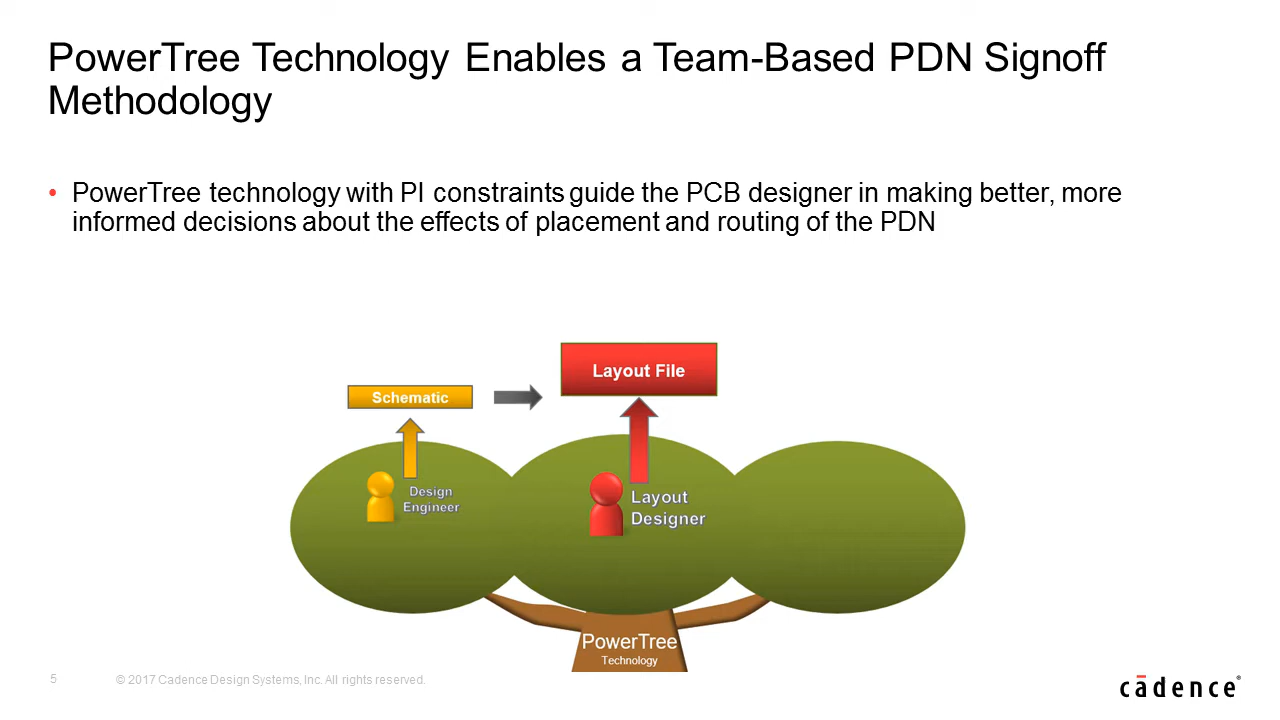 PowerTree Technology Enables a Team-Based PDN Signoff
Methodology
• PowerTree technology with PI constraints guide the PCB designer in making better, more
informed decisions about the effects of placement and routing of the PDN
Layout File
Schematic
Design
Engineer
Layout
Designer
PowerTree
Technology
5
© 2017 Cadence Design Systems, Inc. All rights reserved.
cādence®